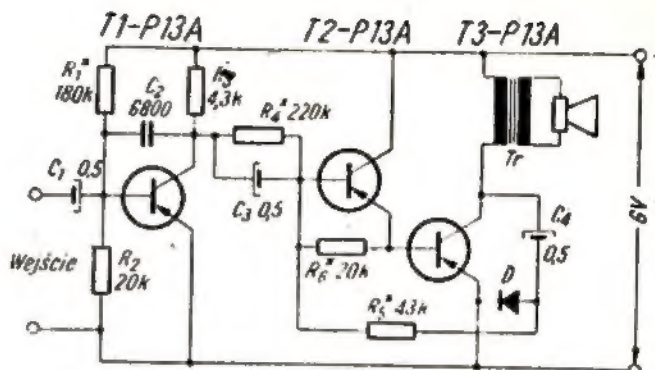 T1-P13A
T2-P13A
T3-P13A
R₁*
180k
C₂
6800
R₃
4,3k
R₄* 220k
C₁ 0,5
C₃ 0,5
Tr
C₄
0,5
6V
Wejście
R₂
20k
R₆* 20k
D
R₅* 43k